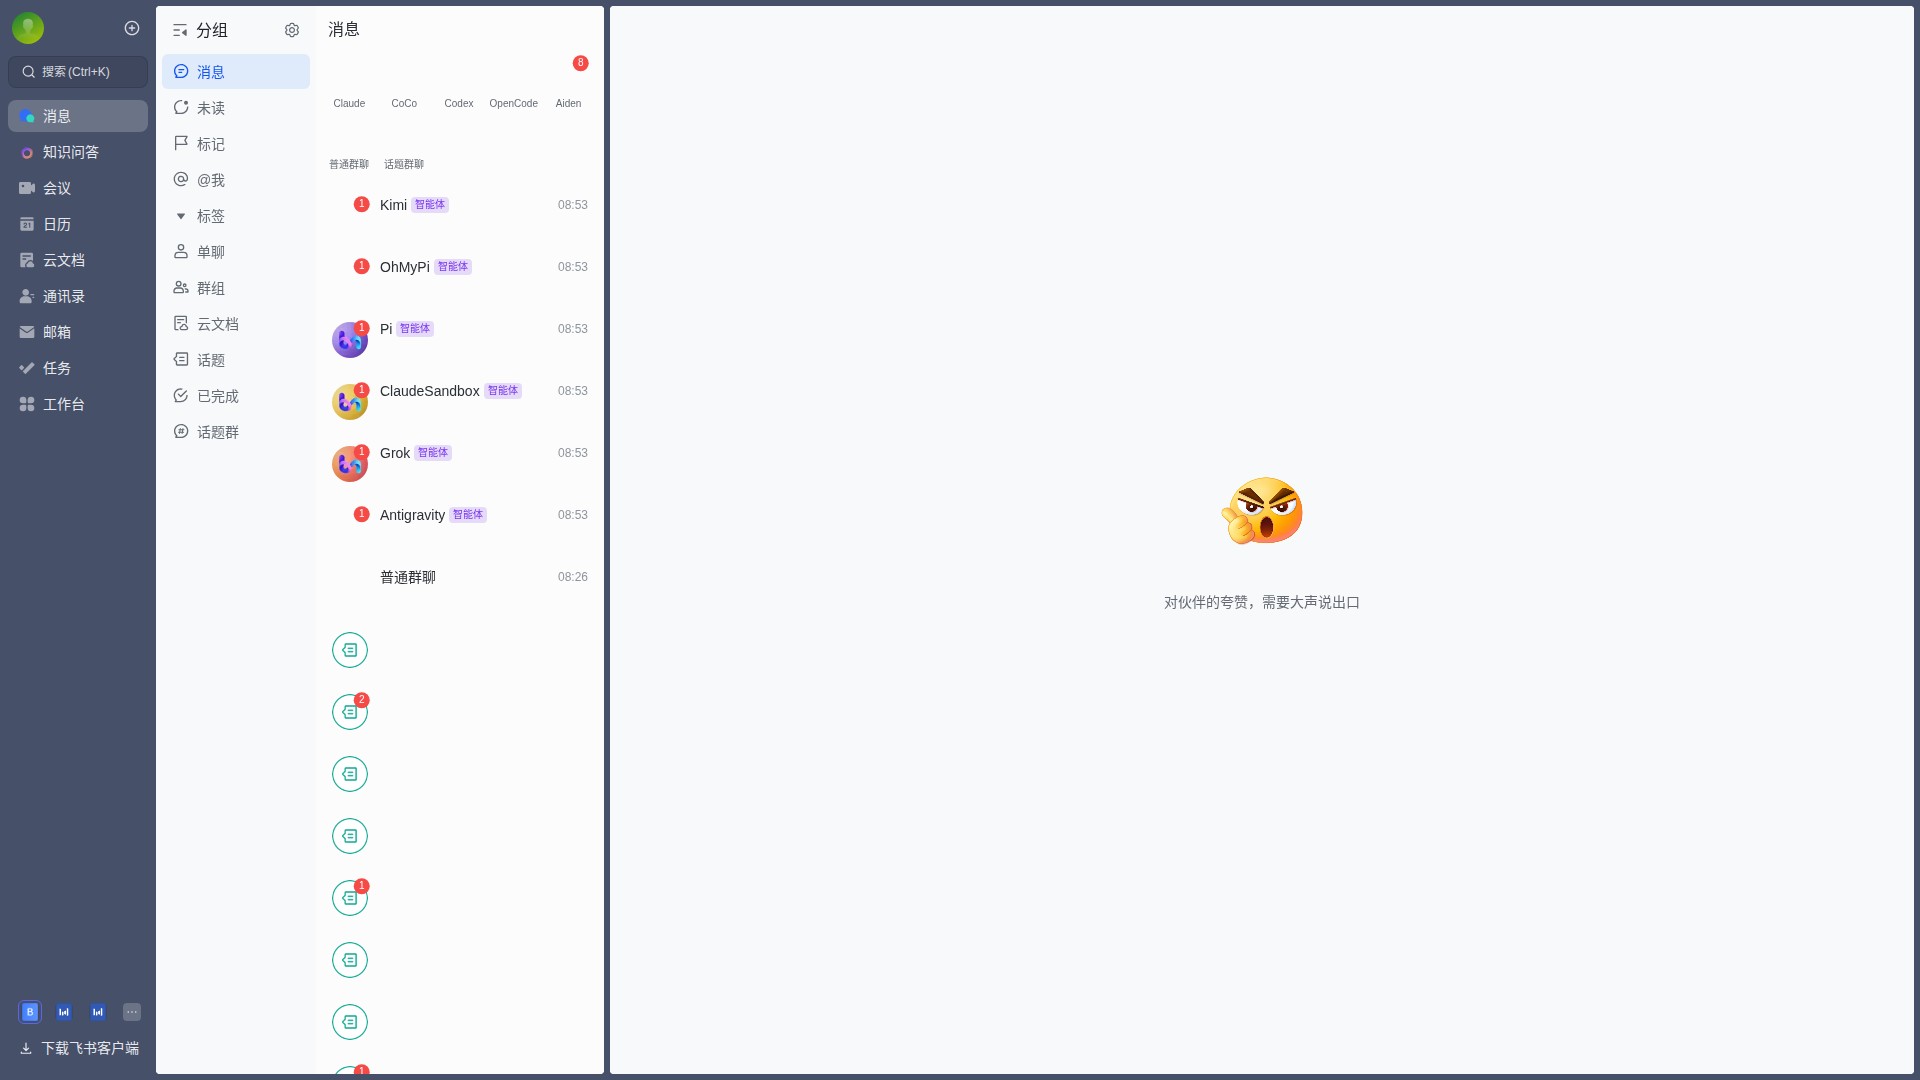 搜索 (Ctrl+K)
消息
知识问答
会议
日历
云文档
通讯录
邮箱
任务
工作台
B
下载飞书客户端
分组
消息
未读
标记
@我
标签
单聊
群组
云文档
话题
已完成
话题群
消息
8
Claude CoCo Codex OpenCode Aiden
普通群聊 话题群聊
1 Kimi 智能体 08:53
1 OhMyPi 智能体 08:53
1 Pi 智能体 08:53
1 ClaudeSandbox 智能体 08:53
1 Grok 智能体 08:53
1 Antigravity 智能体 08:53
普通群聊 08:26
2
1
1
对伙伴的夸赞，需要大声说出口